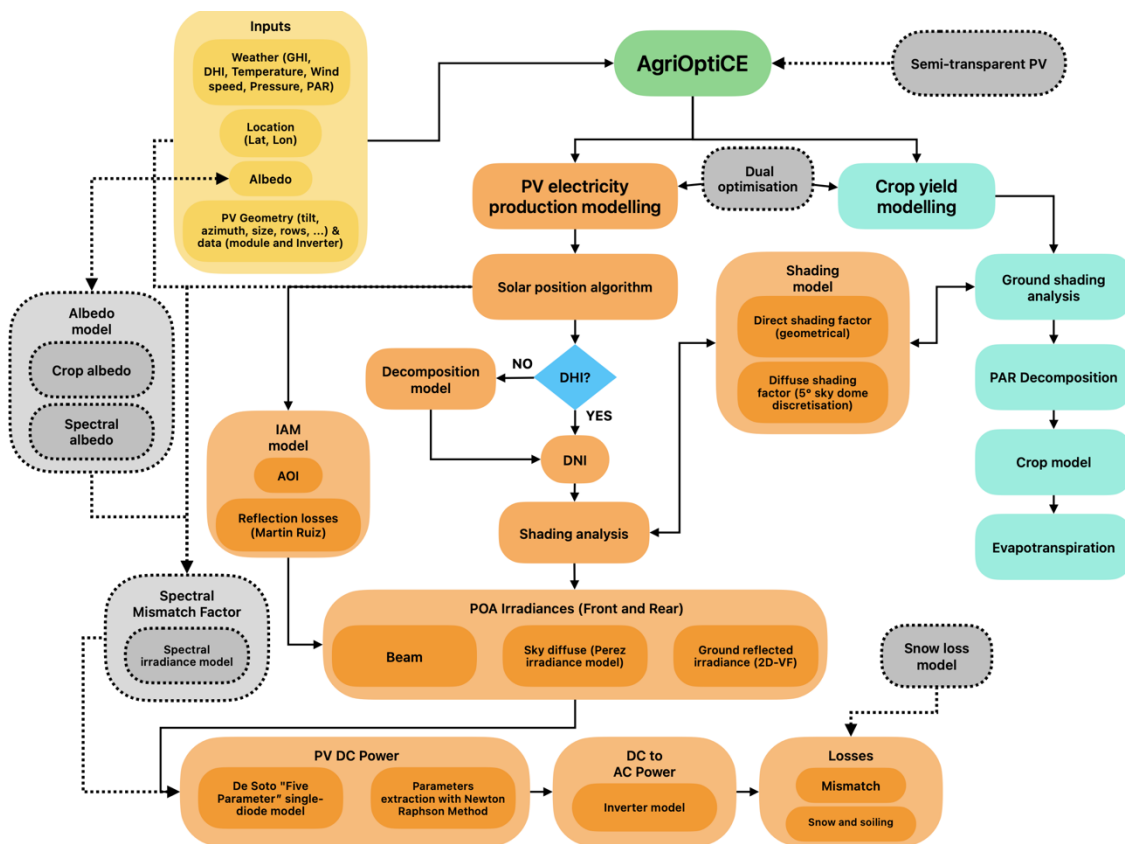 Inputs
Weather (GHI,
DHI, Temperature, Wind
speed, Pressure, PAR)
Location
(Lat, Lon)
Albedo
PV Geometry (tilt,
azimuth, size, rows, ...) &
data (module and Inverter)
AgriOptiCE
Semi-transparent PV
PV electricity
production modelling
Dual
optimisation
Crop yield
modelling
Solar position algorithm
Shading
model
Direct shading factor
(geometrical)
Diffuse shading
factor (5º sky dome
discretisation)
Ground shading
analysis
Albedo
model
Crop albedo
Spectral
albedo
Decomposition
model
NO
DHI?
YES
DNI
PAR Decomposition
IAM
model
AOI
Reflection losses
(Martin Ruiz)
Crop model
Shading analysis
Evapotranspiration
Spectral
Mismatch Factor
Spectral
irradiance model
POA Irradiances (Front and Rear)
Beam
Sky diffuse (Perez
irradiance model)
Ground reflected
irradiance (2D-VF)
Snow loss
model
PV DC Power
De Soto "Five
Parameter" single-
diode model
Parameters
extraction with Newton
Raphson Method
DC to
AC Power
Inverter model
Losses
Mismatch
Snow and soiling